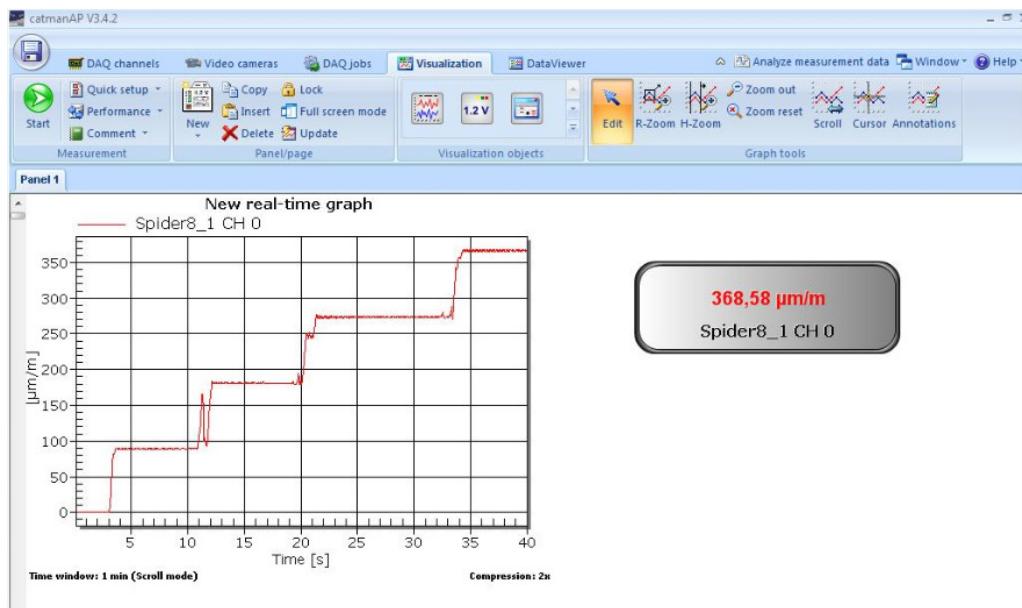 catmanAP V3.4.2
DAQ channels Video cameras DAQ jobs Visualization DataViewer Analyze measurement data Window Help
Start
Quick setup
Performance
Comment
Measurement
New
Copy Lock
Insert Full screen mode
Delete Update
Panel/page
1.2 V
Visualization objects
Edit R-Zoom H-Zoom
Zoom out
Zoom reset
Scroll Cursor Annotations
Graph tools
Panel 1
New real-time graph
Spider8_1 CH 0
[µm/m]
350
300
250
200
150
100
50
0
5 10 15 20 25 30 35 40
Time [s]
Time window: 1 min (Scroll mode) Compression: 2x
368,58 µm/m
Spider8_1 CH 0